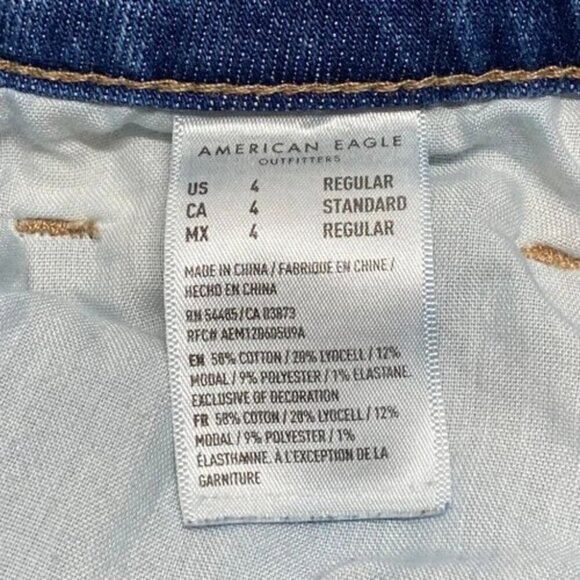 AMERICAN EAGLE
OUTFITTERS
US 4 REGULAR
CA 4 STANDARD
MX 4 REGULAR
MADE IN CHINA / FABRIQUÉ EN CHINE /
HECHO EN CHINA
RN 54485 / CA 03873
RFC# AEM120605U9A
EN 58% COTTON / 20% LYOCELL / 12%
MODAL / 9% POLYESTER / 1% ELASTANE.
EXCLUSIVE OF DECORATION
FR 58% COTON / 20% LYOCELL / 12%
MODAL / 9% POLYESTER / 1%
ÉLASTHANNE. À L'EXCEPTION DE LA
GARNITURE